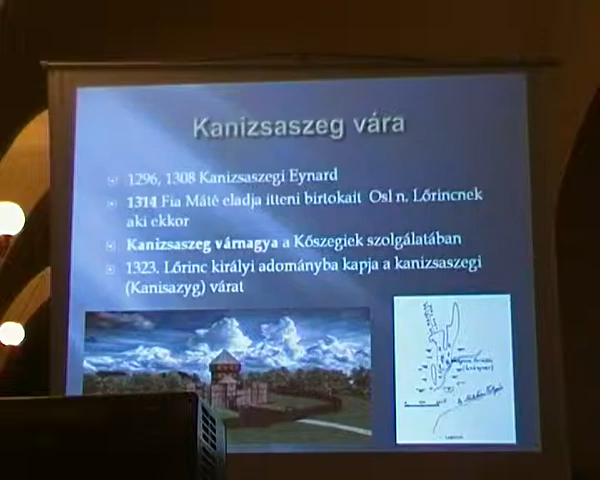 Kanizsaszeg vára
1296, 1308 Kanizsaszegi Eynard
1314 Fia Máté eladja itteni birtokait Osl n. Lőrincnek
aki ekkor
Kanizsaszeg várnagya a Kőszegiek szolgálatában
1323. Lőrinc királyi adományba kapja a kanizsaszegi
(Kanisazyg) várát